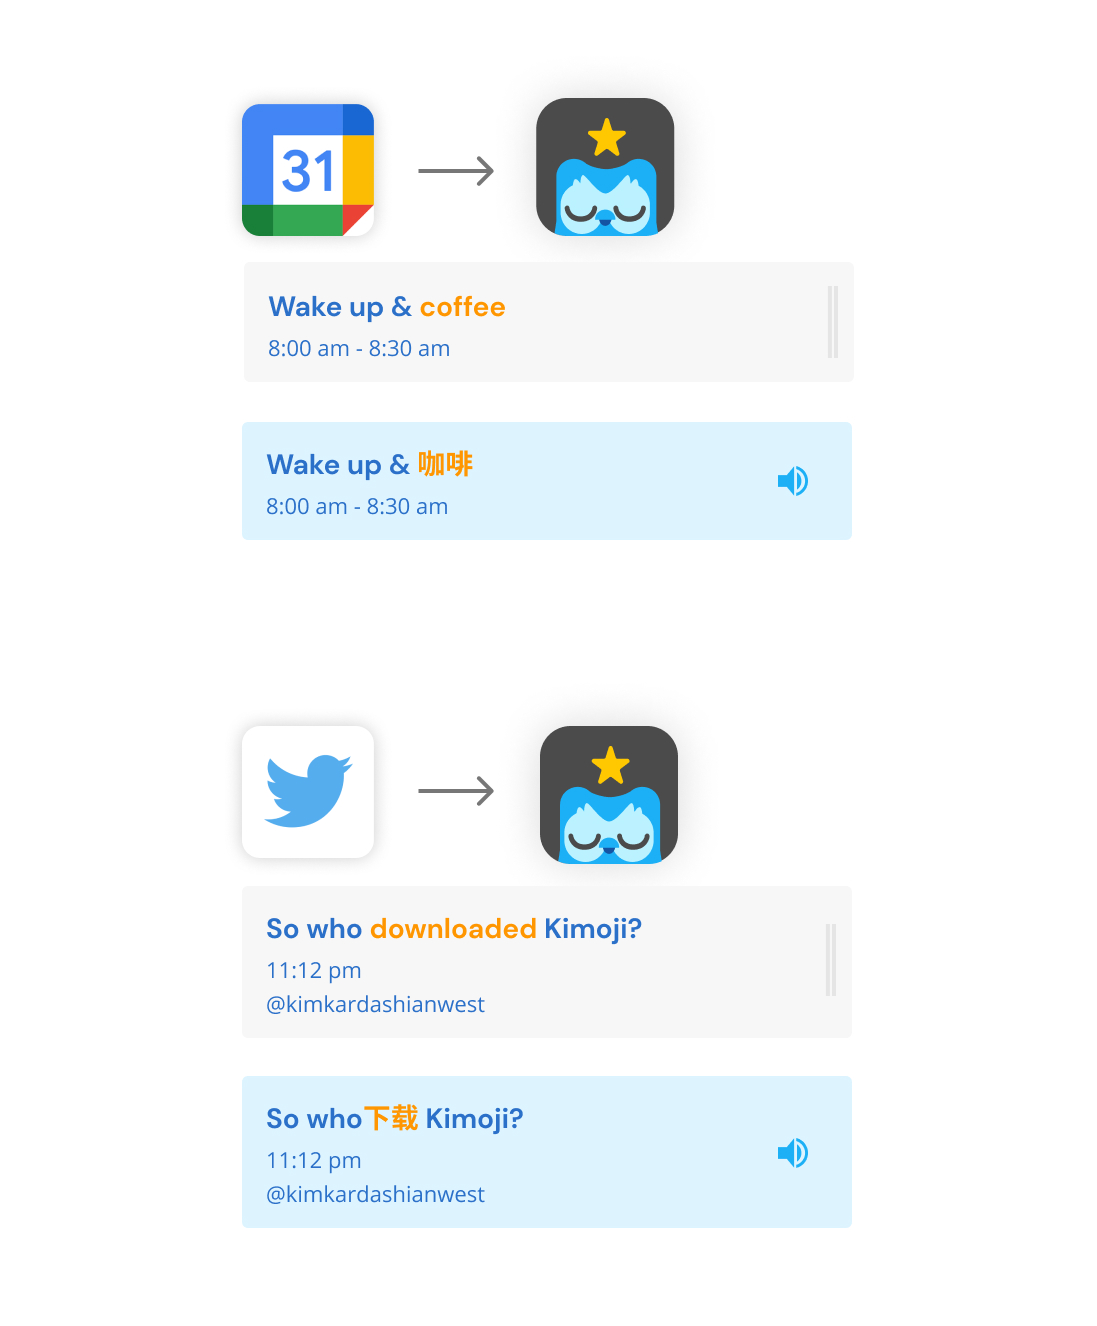 31
Wake up & coffee
8:00 am - 8:30 am
Wake up & 咖啡
8:00 am - 8:30 am
So who downloaded Kimoji?
11:12 pm
@kimkardashianwest
So who下载 Kimoji?
11:12 pm
@kimkardashianwest